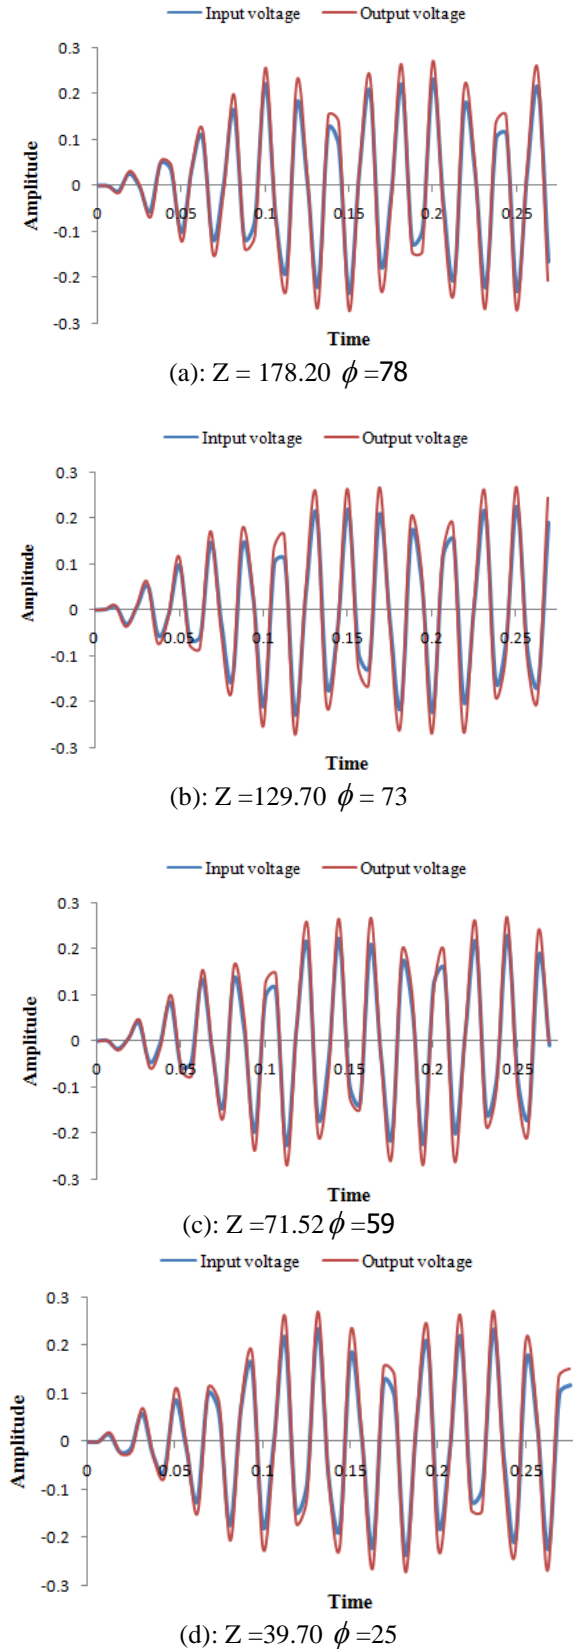 Input voltage Output voltage
0.3
0.2
0.1
0
-0.1
-0.2
-0.3
0 0.05 0.1 0.15 0.2 0.25
Amplitude
Time
(a): Z = 178.20 ϕ =78
Intput voltage Output voltage
0.3
0.2
0.1
0
-0.1
-0.2
-0.3
0 0.05 0.1 0.15 0.2 0.25
Amplitude
Time
(b): Z =129.70 ϕ = 73
Input voltage Output voltage
0.3
0.2
0.1
0
-0.1
-0.2
-0.3
0 0.05 0.1 0.15 0.2 0.25
Amplitude
Time
(c): Z =71.52 ϕ =59
Input voltage Output voltage
0.3
0.2
0.1
0
-0.1
-0.2
-0.3
0 0.05 0.1 0.15 0.2 0.25
Amplitude
Time
(d): Z =39.70 ϕ =25